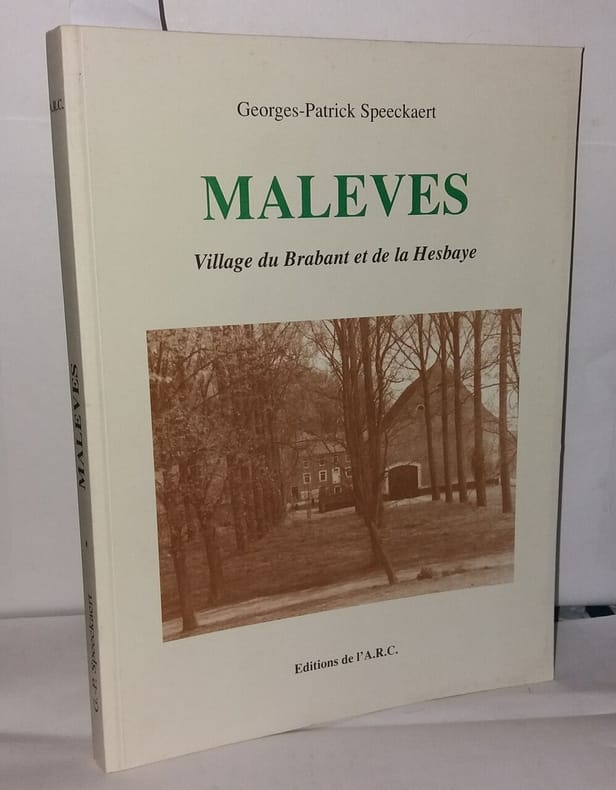 Georges-Patrick Speeckaert
MALEVES
Village du Brabant et de la Hesbaye
Editions de l'A.R.C.
A.R.C.
MALEVES
G.-P. Speeckaert